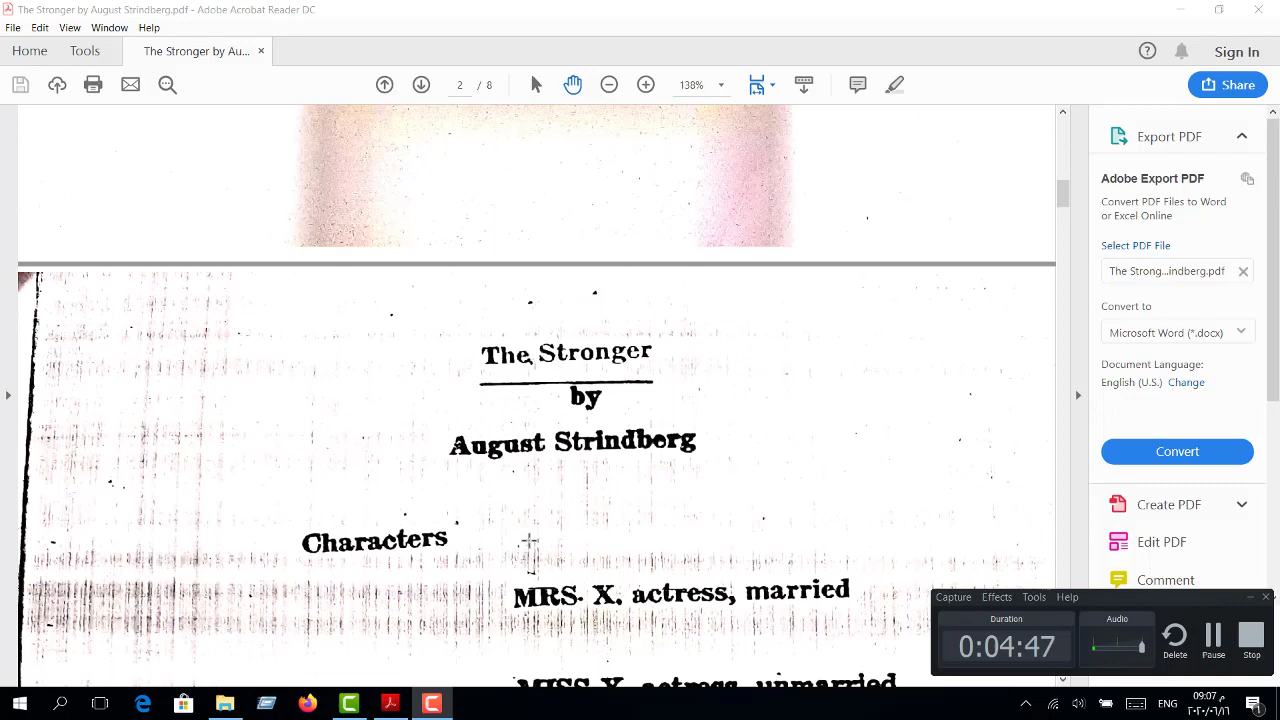 The Stronger by August Strindberg.pdf - Adobe Acrobat Reader DC
File Edit View Window Help
Home Tools The Stronger by Au... × Sign In
2 / 8 138% Share
Export PDF
Adobe Export PDF
Convert PDF Files to Word
or Excel Online
Select PDF File
The Strong...indberg.pdf
Convert to
Microsoft Word (*.docx)
Document Language:
English (U.S.) Change
Convert
Create PDF
Edit PDF
Comment
The Stronger
by
August Strindberg
Characters
MRS. X. actress, married
MISS Y. actress, unmarried
Capture Effects Tools Help
Duration Audio
0:04:47
Delete Pause Stop
ENG 09:07